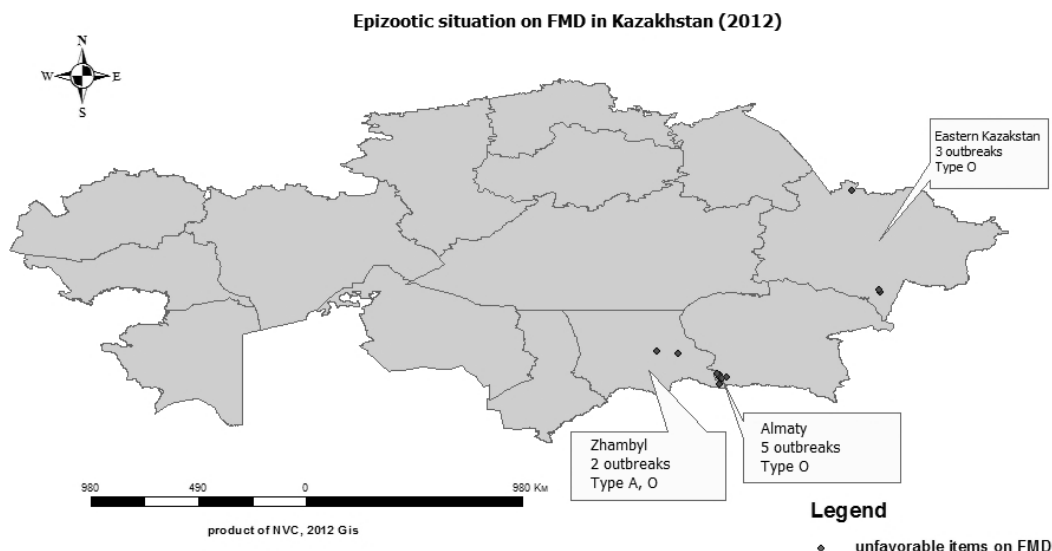 Epizootic situation on FMD in Kazakhstan (2012)
N
W
E
S
Eastern Kazakstan
3 outbreaks
Type O
Zhambyl
2 outbreaks
Type A, O
Almaty
5 outbreaks
Type O
980 490 0 980 Км
product of NVC, 2012 Gis
Legend
unfavorable items on FMD